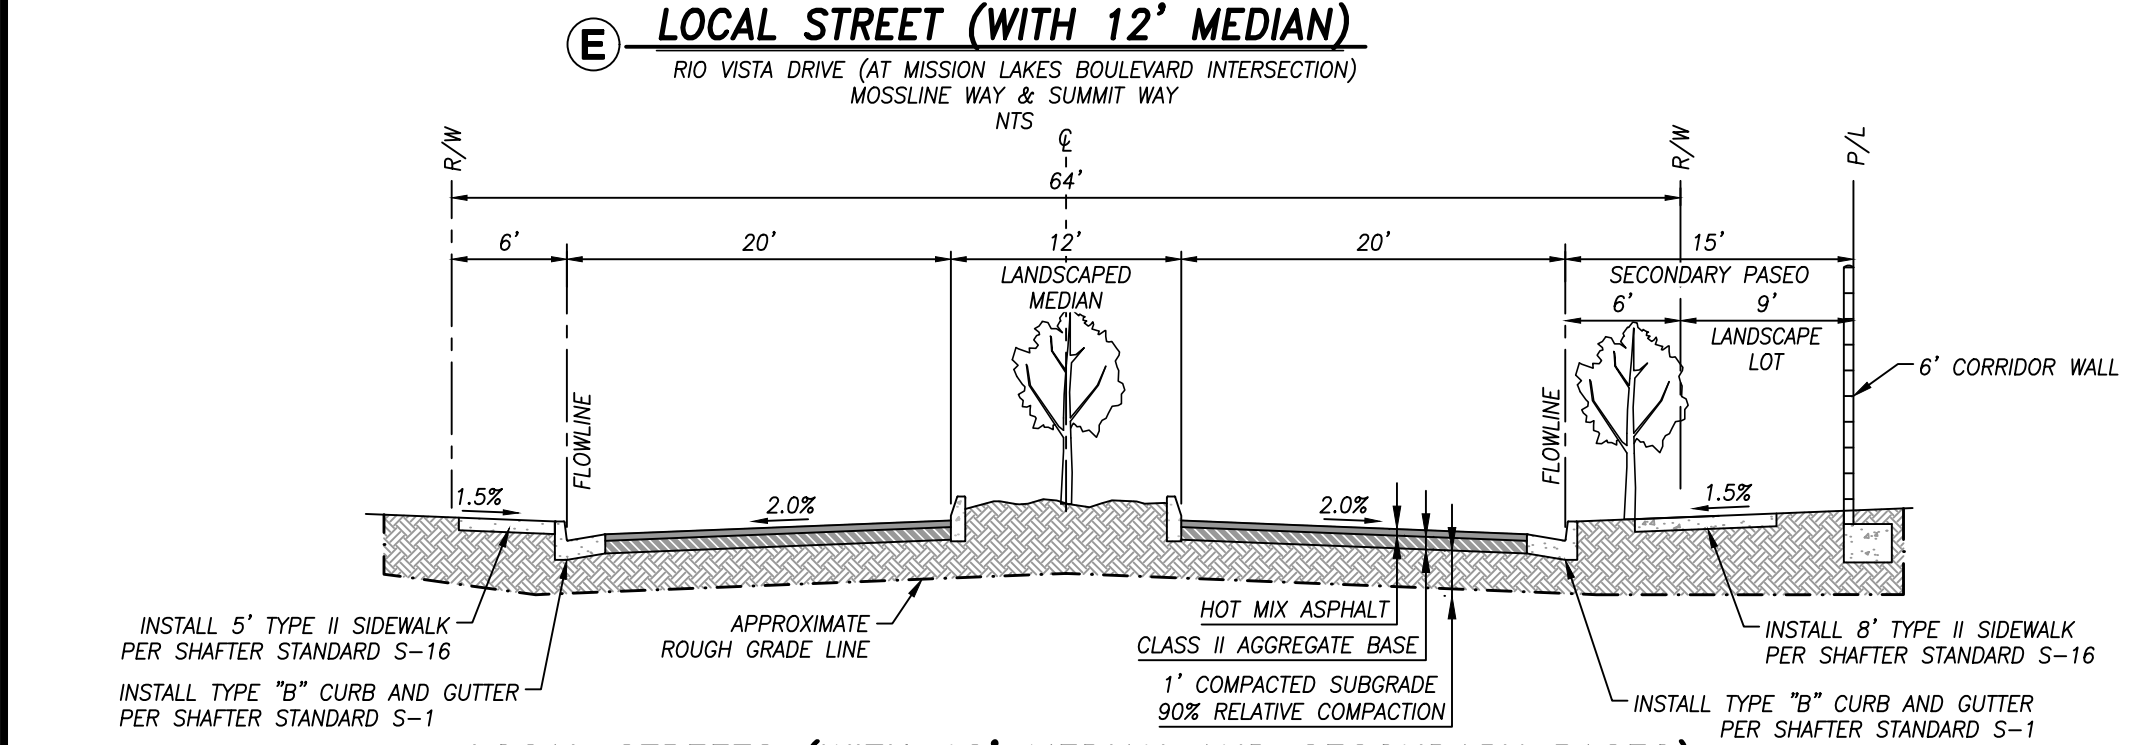 E LOCAL STREET (WITH 12' MEDIAN)
RIO VISTA DRIVE (AT MISSION LAKES BOULEVARD INTERSECTION)
MOSSLINE WAY & SUMMIT WAY
NTS
R/W
℄
R/W
P/L
64'
6'
20'
12'
20'
15'
LANDSCAPED
MEDIAN
SECONDARY PASEO
6'
9'
LANDSCAPE
LOT
6' CORRIDOR WALL
FLOWLINE
FLOWLINE
1.5%
2.0%
2.0%
1.5%
INSTALL 5' TYPE II SIDEWALK
PER SHAFTER STANDARD S-16
INSTALL TYPE "B" CURB AND GUTTER
PER SHAFTER STANDARD S-1
APPROXIMATE
ROUGH GRADE LINE
HOT MIX ASPHALT
CLASS II AGGREGATE BASE
1' COMPACTED SUBGRADE
90% RELATIVE COMPACTION
INSTALL 8' TYPE II SIDEWALK
PER SHAFTER STANDARD S-16
INSTALL TYPE "B" CURB AND GUTTER
PER SHAFTER STANDARD S-1